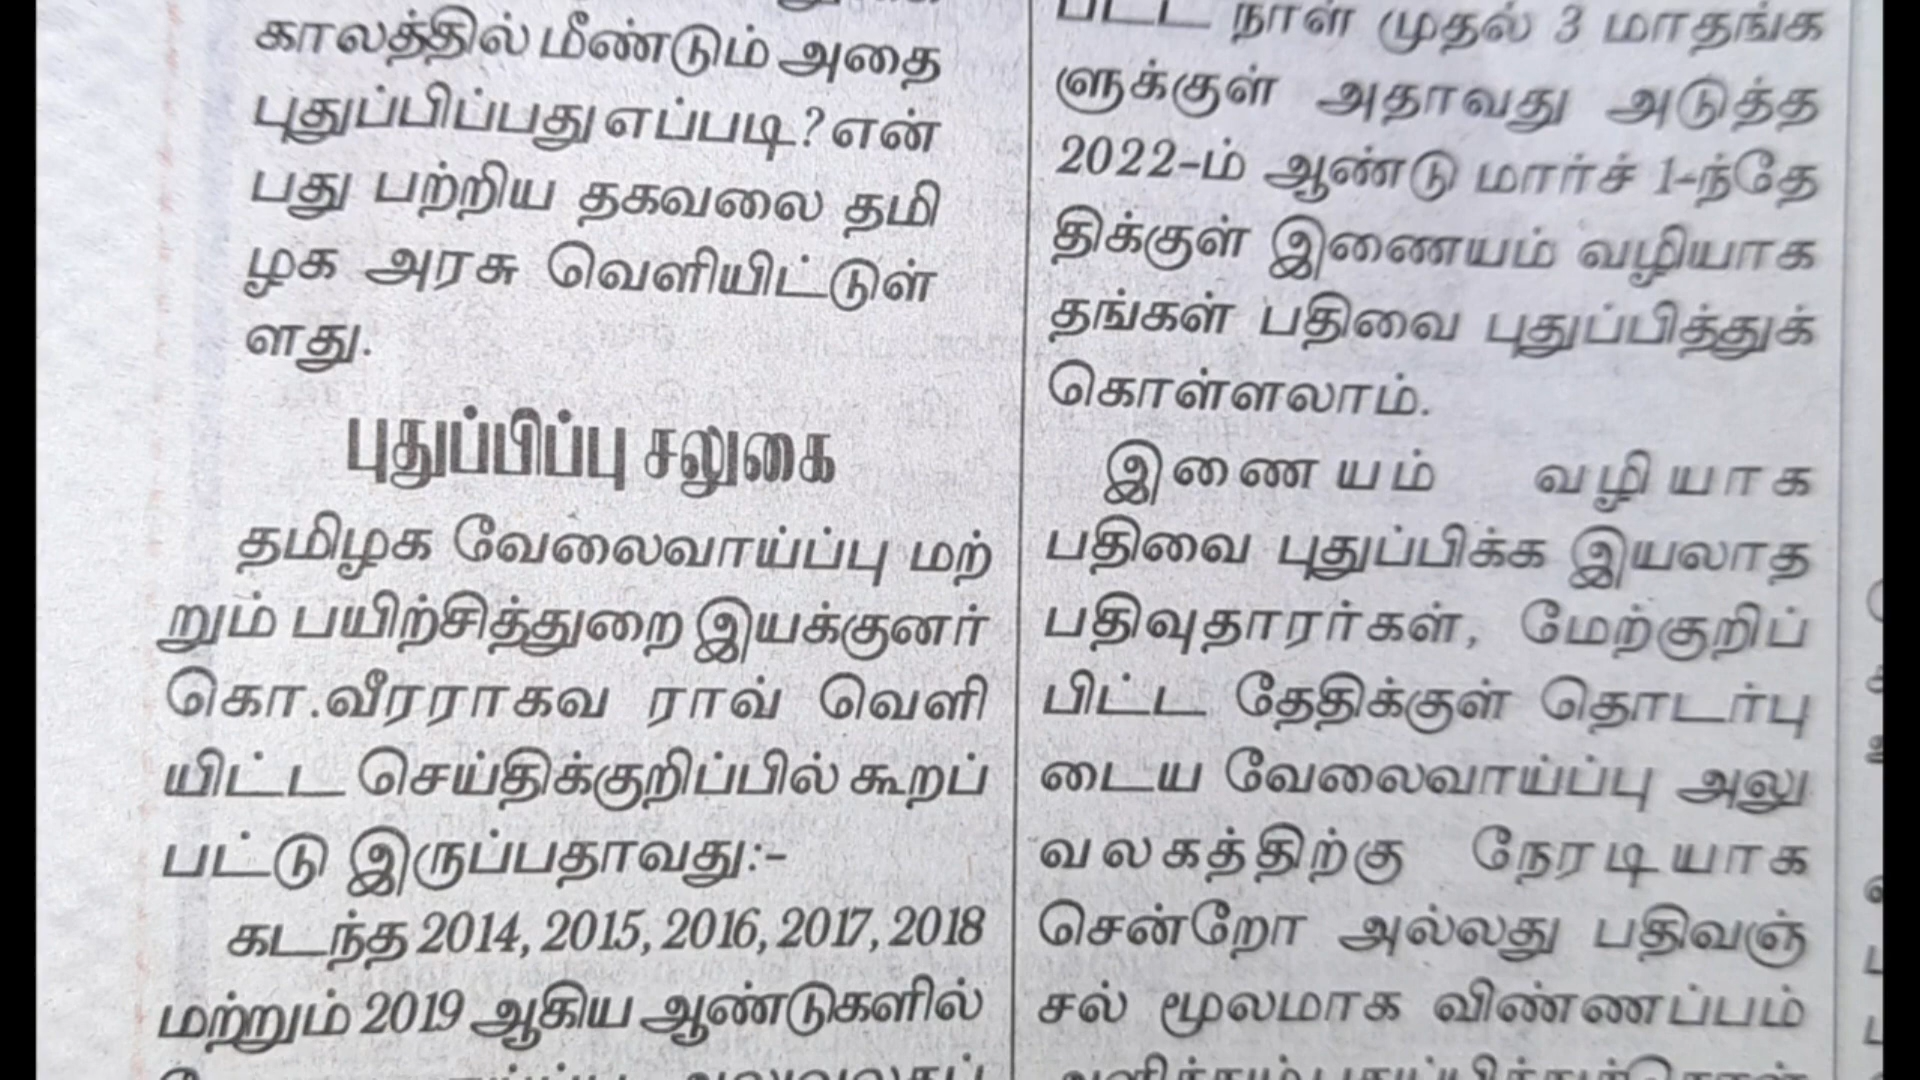 காலத்தில் மீண்டும் அதை
புதுப்பிப்பது எப்படி? என்
பது பற்றிய தகவலை தமி
ழக அரசு வெளியிட்டுள்
ளது.
புதுப்பிப்பு சலுகை
தமிழக வேலைவாய்ப்பு மற்
றும் பயிற்சித்துறை இயக்குனர்
கொ.வீரராகவ ராவ் வெளி
யிட்ட செய்திக்குறிப்பில் கூறப்
பட்டு இருப்பதாவது:-
கடந்த 2014, 2015, 2016, 2017, 2018
மற்றும் 2019 ஆகிய ஆண்டுகளில்
நாள் முதல் 3 மாதங்க
ளுக்குள் அதாவது அடுத்த
2022-ம் ஆண்டு மார்ச் 1-ந்தே
திக்குள் இணையம் வழியாக
தங்கள் பதிவை புதுப்பித்துக்
கொள்ளலாம்.
இணையம் வழியாக
பதிவை புதுப்பிக்க இயலாத
பதிவுதாரர்கள், மேற்குறிப்
பிட்ட தேதிக்குள் தொடர்பு
டைய வேலைவாய்ப்பு அலு
வலகத்திற்கு நேரடியாக
சென்றோ அல்லது பதிவஞ்
சல் மூலமாக விண்ணப்பம்